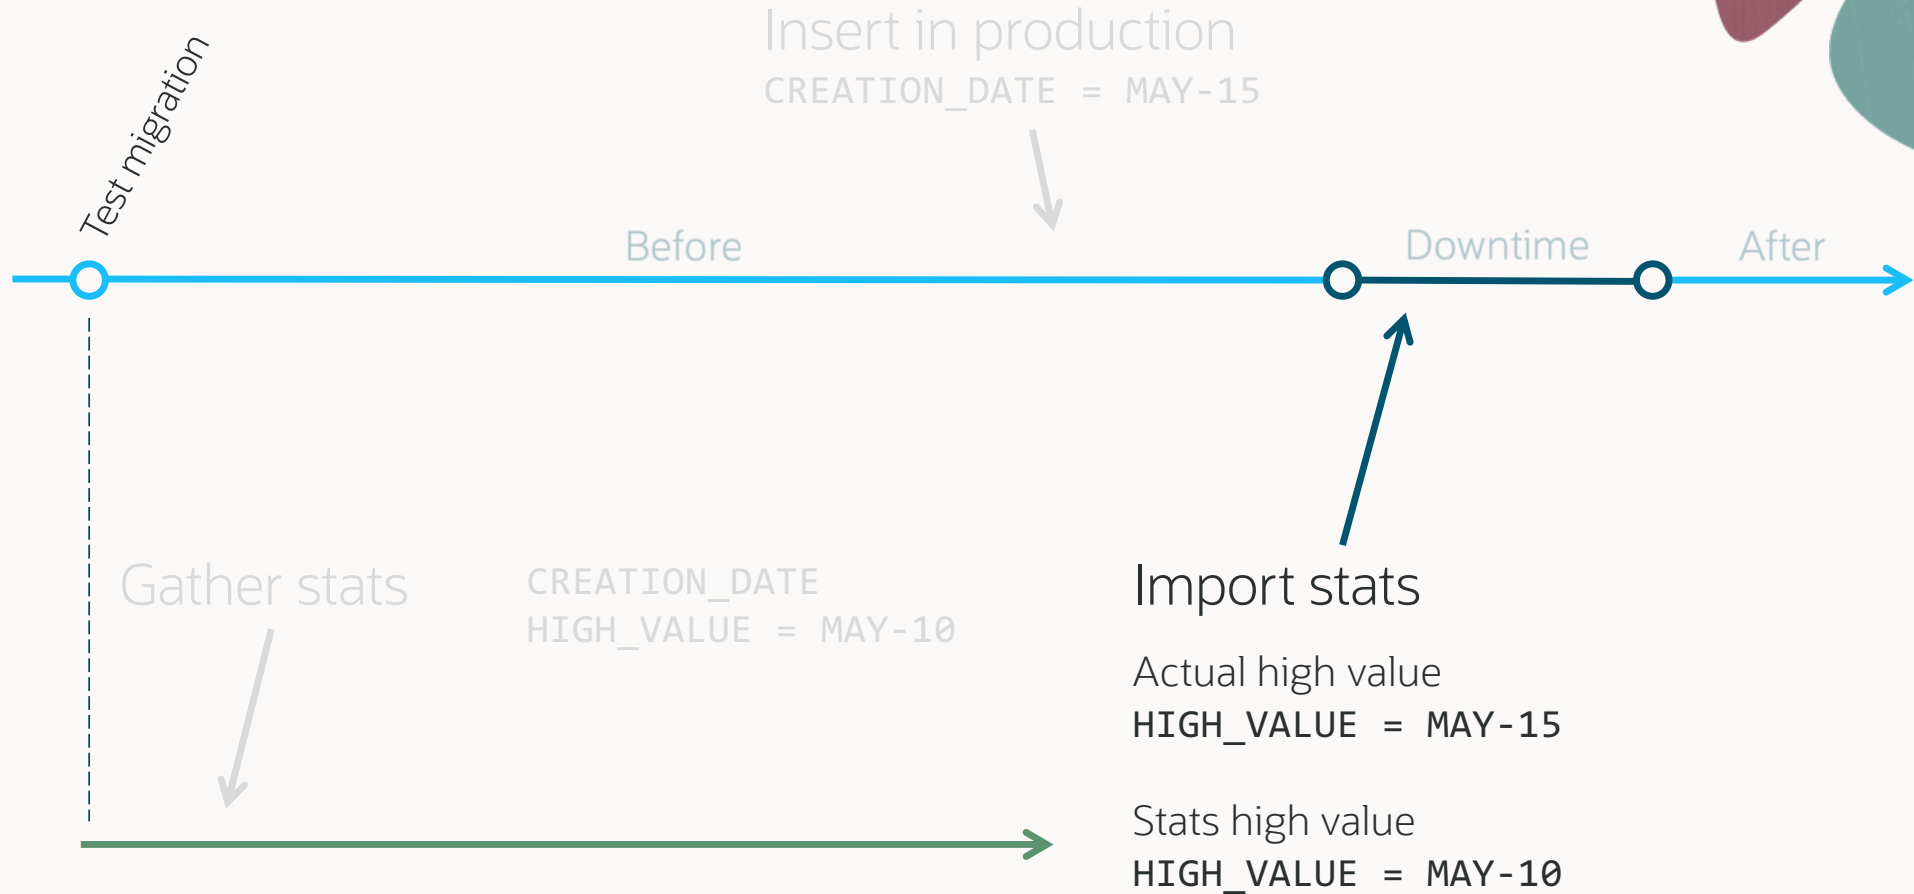 Insert in production
CREATION_DATE = MAY-15
Test migration
Before
Downtime
After
Gather stats
CREATION_DATE
HIGH_VALUE = MAY-10
Import stats
Actual high value
HIGH_VALUE = MAY-15
Stats high value
HIGH_VALUE = MAY-10